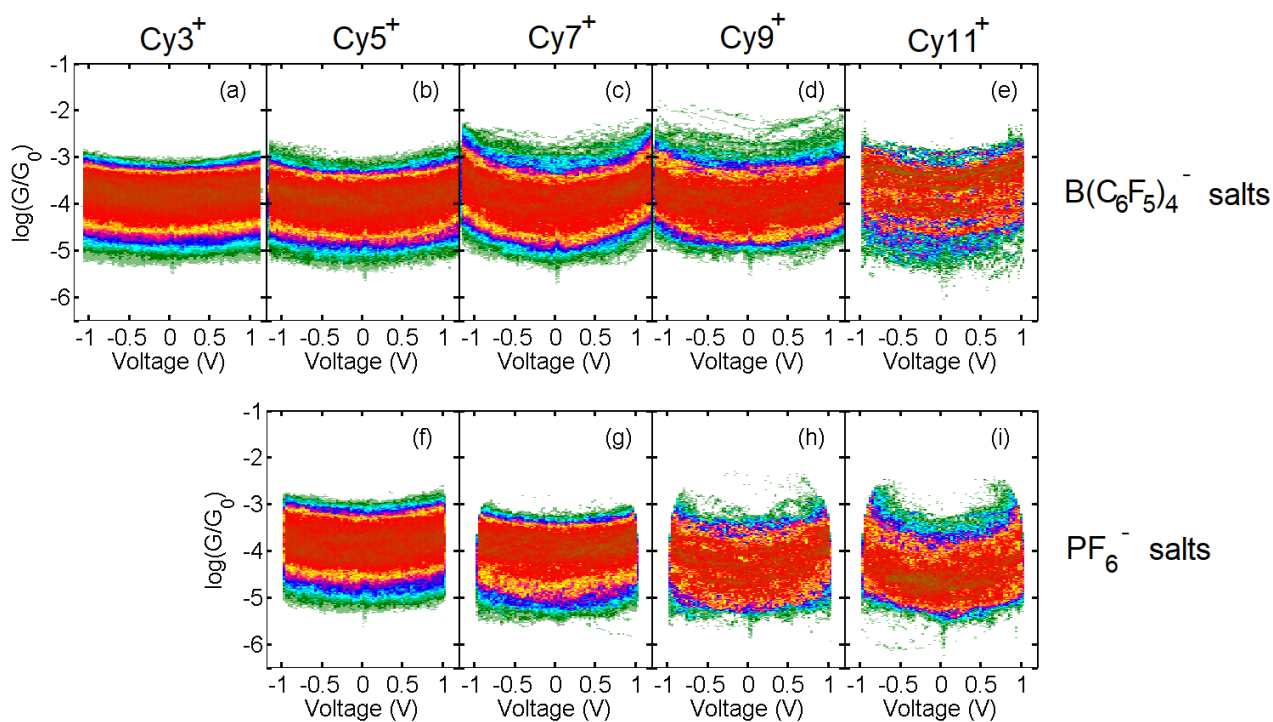 Cy3⁺ Cy5⁺ Cy7⁺ Cy9⁺ Cy11⁺
(a) (b) (c) (d) (e)
-1
-2
-3
-4
-5
-6
log(G/G₀)
B(C₆F₅)₄⁻ salts
-1 -0.5 0 0.5 1 -1 -0.5 0 0.5 1 -1 -0.5 0 0.5 1 -1 -0.5 0 0.5 1 -1 -0.5 0 0.5 1
Voltage (V) Voltage (V) Voltage (V) Voltage (V) Voltage (V)
(f) (g) (h) (i)
-1
-2
-3
-4
-5
-6
log(G/G₀)
PF₆⁻ salts
-1 -0.5 0 0.5 1 -1 -0.5 0 0.5 1 -1 -0.5 0 0.5 1 -1 -0.5 0 0.5 1
Voltage (V) Voltage (V) Voltage (V) Voltage (V)